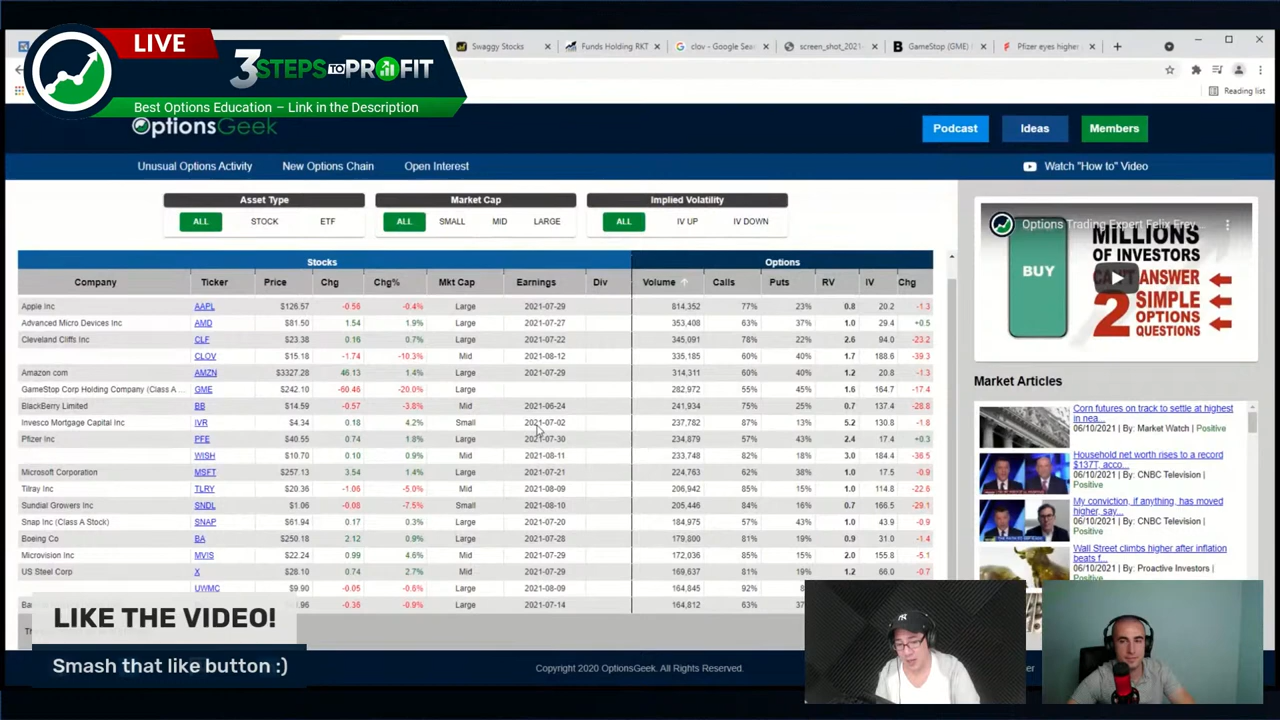 LIVE
3STEPS TO PROFIT
Best Options Education – Link in the Description
Swaggy Stocks
Funds Holding RKT
clov - Google Sea
screen_shot_2021-
GameStop (GME)
Pfizer eyes higher
Reading list
OptionsGeek
Podcast Ideas Members
Unusual Options Activity New Options Chain Open Interest
Watch "How to" Video
Asset Type Market Cap Implied Volatility
ALL STOCK ETF ALL SMALL MID LARGE ALL IV UP IV DOWN
Stocks Options
Company Ticker Price Chg Chg% Mkt Cap Earnings Div Volume Calls Puts RV IV Chg
Apple Inc AAPL $126.57 -0.56 -0.4% Large 2021-07-29 814,352 77% 23% 0.8 20.2 -1.3
Advanced Micro Devices Inc AMD $81.50 1.54 1.9% Large 2021-07-27 353,408 63% 37% 1.0 29.4 +0.5
Cleveland Cliffs Inc CLF $23.38 0.16 0.7% Large 2021-07-22 345,091 78% 22% 2.6 94.0 -23.2
CLOV $15.18 -1.74 -10.3% Mid 2021-08-12 335,185 60% 40% 1.7 188.6 -39.3
Amazon com AMZN $3327.28 46.13 1.4% Large 2021-07-29 314,311 60% 40% 1.2 20.8 -1.3
GameStop Corp Holding Company (Class A ... GME $242.10 -60.46 -20.0% Large 282,972 55% 45% 1.6 164.7 -17.4
BlackBerry Limited BB $14.59 -0.57 -3.8% Mid 2021-06-24 241,934 75% 25% 0.7 137.4 -28.8
Invesco Mortgage Capital Inc IVR $4.34 0.18 4.2% Small 2021-07-02 237,782 87% 13% 5.2 130.8 -1.8
Pfizer Inc PFE $40.55 0.74 1.8% Large 2021-07-30 234,879 57% 43% 2.4 17.4 +0.3
WISH $10.70 0.10 0.9% Mid 2021-08-11 233,748 82% 18% 3.0 184.4 -36.5
Microsoft Corporation MSFT $257.13 3.54 1.4% Large 2021-07-21 224,763 62% 38% 1.0 17.5 -0.9
Tilray Inc TLRY $20.36 -1.06 -5.0% Mid 2021-08-09 206,942 85% 15% 1.0 114.8 -22.6
Sundial Growers Inc SNDL $1.06 -0.08 -7.5% Small 2021-08-10 205,446 84% 16% 0.7 166.5 -29.1
Snap Inc (Class A Stock) SNAP $61.94 0.17 0.3% Large 2021-07-20 184,975 57% 43% 1.0 43.9 -0.9
Boeing Co BA $250.18 2.12 0.9% Large 2021-07-28 179,800 81% 19% 0.9 31.0 -1.4
Microvision Inc MVIS $22.24 0.99 4.6% Mid 2021-07-29 172,036 85% 15% 2.0 155.8 -5.1
US Steel Corp X $28.10 0.74 2.7% Mid 2021-07-29 169,637 81% 19% 1.2 66.0 -0.7
UWMC $9.90 -0.05 -0.6% Large 2021-08-09 164,845 92%
-0.36 -0.9% Large 2021-07-14 164,812 63%
Options Trading Expert Felix Frey
MILLIONS
OF INVESTORS
CAN'T ANSWER
2 SIMPLE
OPTIONS
QUESTIONS
BUY
Market Articles
Corn futures on track to settle at highest
in nea...
06/10/2021 | By: Market Watch | Positive
Household net worth rises to a record
$137T, acco...
06/10/2021 | By: CNBC Television |
Positive
My conviction, if anything, has moved
higher, say...
06/10/2021 | By: CNBC Television |
Positive
Wall Street climbs higher after inflation
beats f...
06/10/2021 | By: Proactive Investors |
Positive
LIKE THE VIDEO!
Smash that like button :)
Copyright 2020 OptionsGeek. All Rights Reserved.